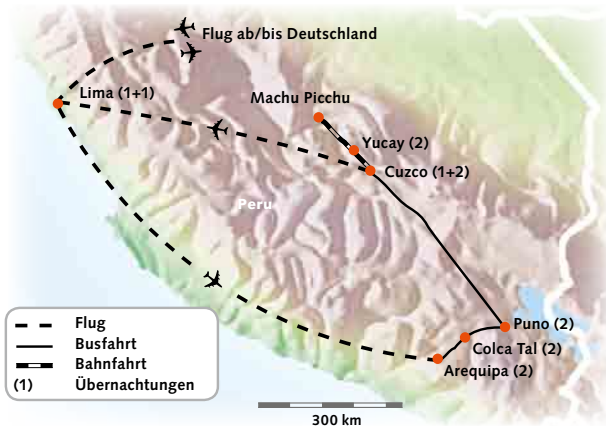 Flug ab/bis Deutschland
Lima (1+1)
Machu Picchu
Yucay (2)
Cuzco (1+2)
Peru
Puno (2)
Colca Tal (2)
Arequipa (2)
Flug
Busfahrt
Bahnfahrt
(1) Übernachtungen
300 km